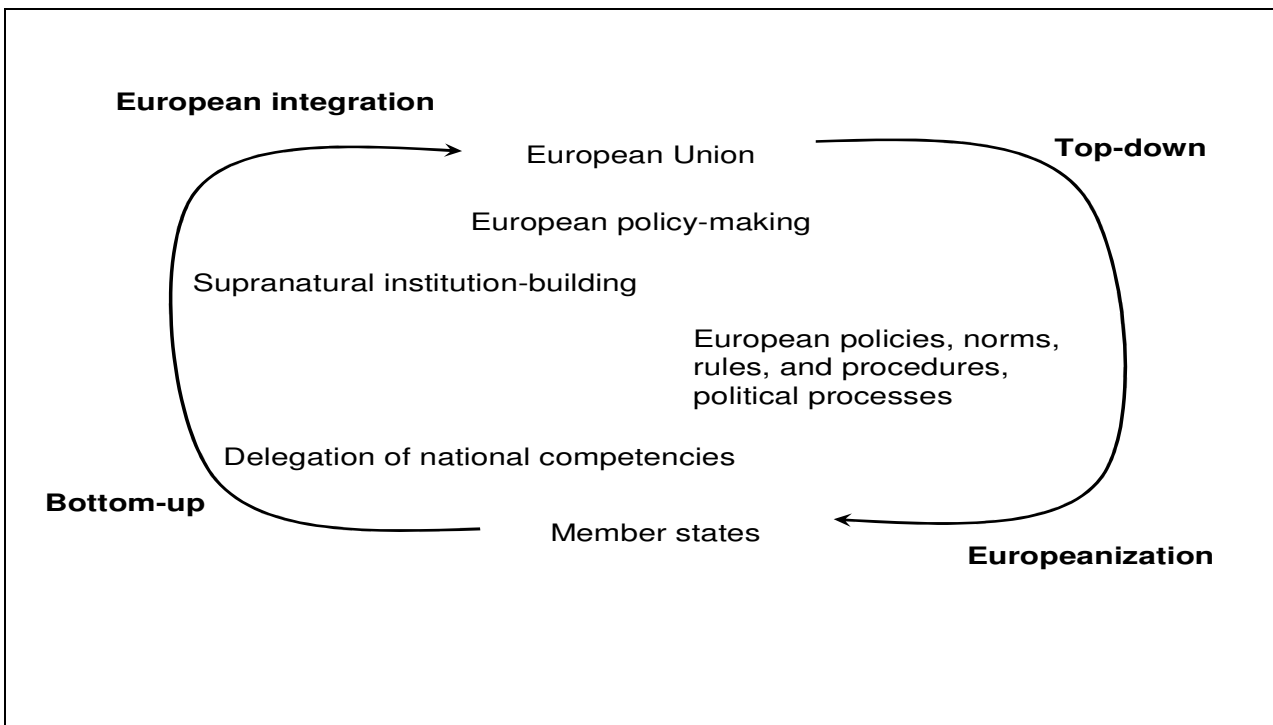 European integration
European Union
Top-down
European policy-making
Supranatural institution-building
European policies, norms,
rules, and procedures,
political processes
Delegation of national competencies
Bottom-up
Member states
Europeanization